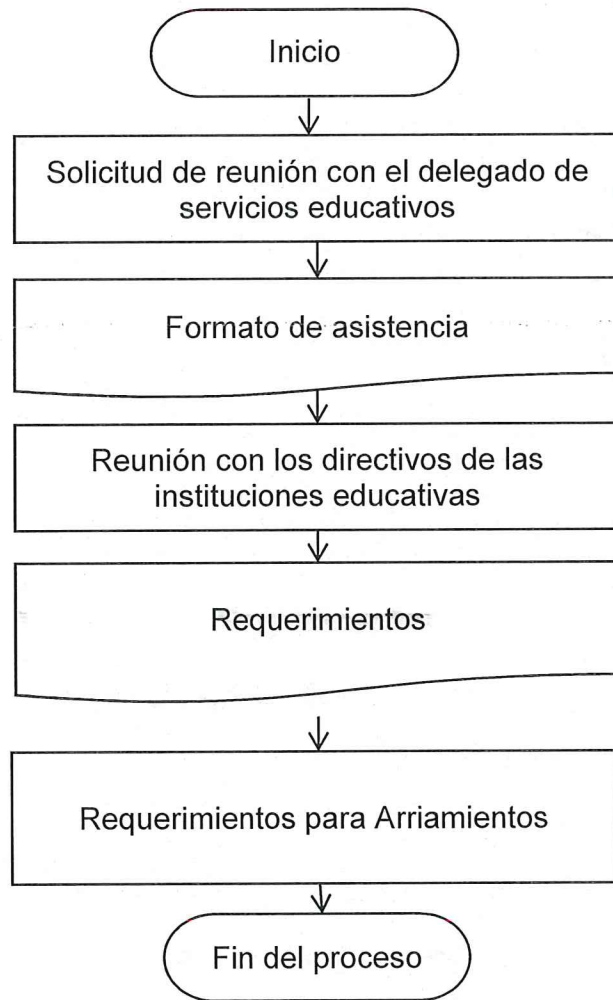 Inicio
Solicitud de reunión con el delegado de
servicios educativos
Formato de asistencia
Reunión con los directivos de las
instituciones educativas
Requerimientos
Requerimientos para Arriamientos
Fin del proceso